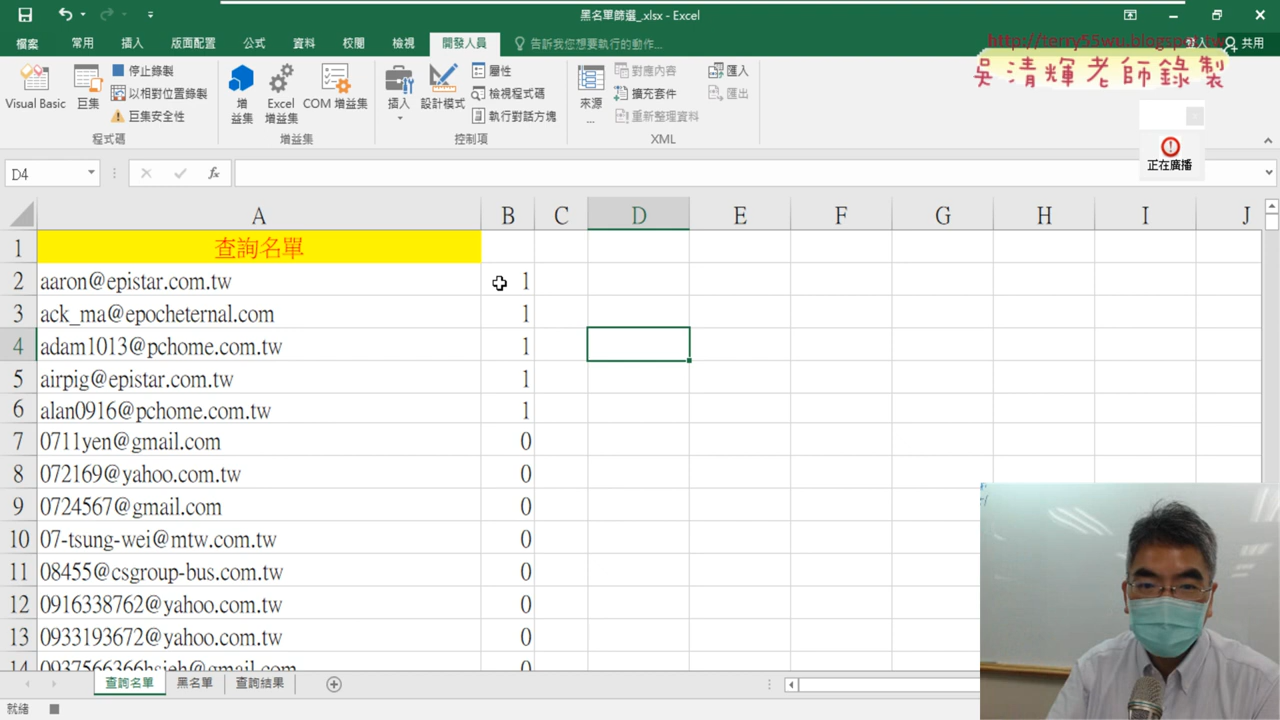 黑名單篩選_.xlsx - Excel
http://terry55wu.blogspot.tw
吳清輝老師錄製
檔案 常用 插入 版面配置 公式 資料 校閱 檢視 開發人員 告訴我您想要執行的動作... 登入 共用
Visual Basic 巨集 停止錄製 以相對位置錄製 巨集安全性
增益集 Excel 增益集 COM 增益集
插入 設計模式 屬性 檢視程式碼 執行對話方塊
來源... 對應內容 擴充套件 重新整理資料 匯入 匯出
程式碼 增益集 控制項 XML
正在廣播
D4 fx
A B C D E F G H I J
1 查詢名單
2 aaron@epistar.com.tw 1
3 ack_ma@epocheternal.com 1
4 adam1013@pchome.com.tw 1
5 airpig@epistar.com.tw 1
6 alan0916@pchome.com.tw 1
7 0711yen@gmail.com 0
8 072169@yahoo.com.tw 0
9 0724567@gmail.com 0
10 07-tsung-wei@mtw.com.tw 0
11 08455@csgroup-bus.com.tw 0
12 0916338762@yahoo.com.tw 0
13 0933193672@yahoo.com.tw 0
14 0937566366hsieh@gmail.com 0
查詢名單 黑名單 查詢結果
就緒